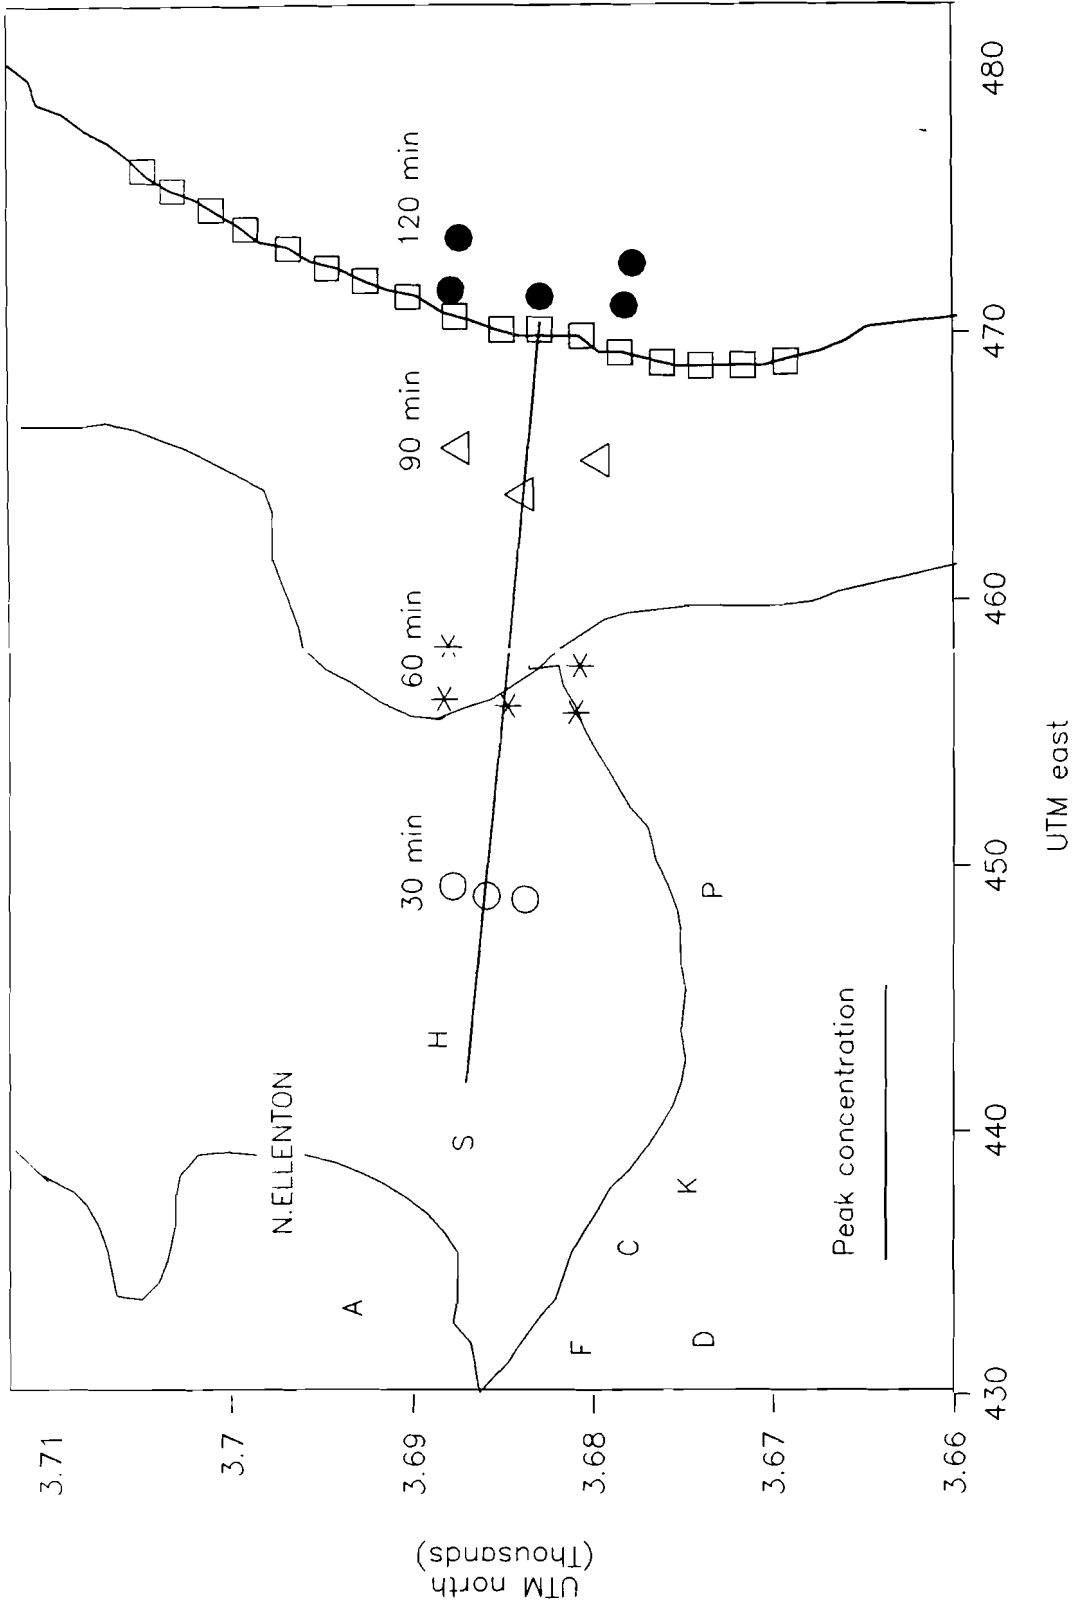 3.71
3.7
N.ELLENTON
A
3.69
30 min 60 min 90 min 120 min
H
S
UTM north
(Thousands)
F
3.68
C
K
D
P
3.67
Peak concentration
3.66
430 440 450 460 470 480
UTM east